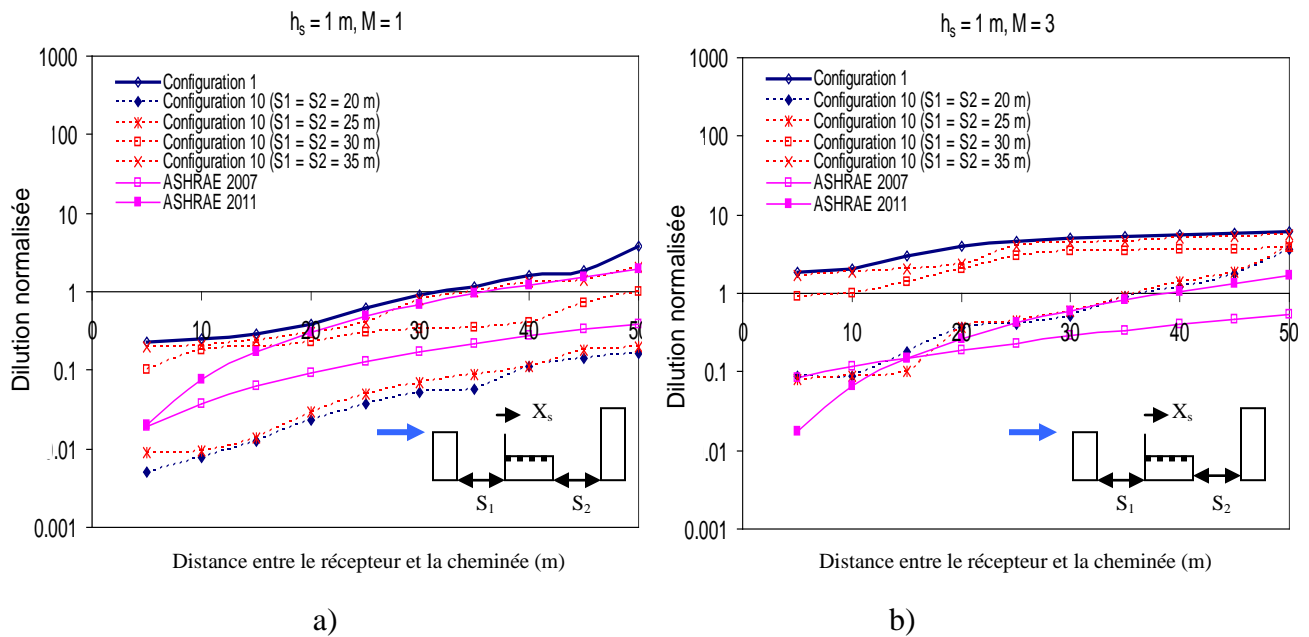 hs = 1 m, M = 1
1000
100
10
1
0.1
0.01
0.001
Dilution normalisée
Configuration 1
Configuration 10 (S1 = S2 = 20 m)
Configuration 10 (S1 = S2 = 25 m)
Configuration 10 (S1 = S2 = 30 m)
Configuration 10 (S1 = S2 = 35 m)
ASHRAE 2007
ASHRAE 2011
0 10 20 30 40 50
Xs
S1 S2
Distance entre le récepteur et la cheminée (m)
a)
hs = 1 m, M = 3
1000
100
10
1
0.1
0.01
0.001
Dilution normalisée
Configuration 1
Configuration 10 (S1 = S2 = 20 m)
Configuration 10 (S1 = S2 = 25 m)
Configuration 10 (S1 = S2 = 30 m)
Configuration 10 (S1 = S2 = 35 m)
ASHRAE 2007
ASHRAE 2011
0 10 20 30 40 50
Xs
S1 S2
Distance entre le récepteur et la cheminée (m)
b)